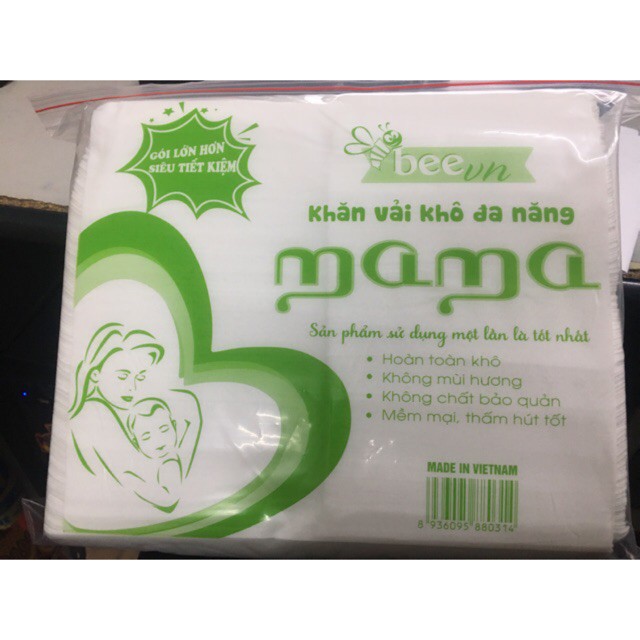 GÓI LỚN HƠN
SIÊU TIẾT KIỆM
beevn
Khăn vải khô đa năng
mama
Sản phẩm sử dụng một lần là tốt nhất
• Hoàn toàn khô
• Không mùi hương
• Không chất bảo quản
• Mềm mại, thấm hút tốt
MADE IN VIETNAM
8 936095 880314